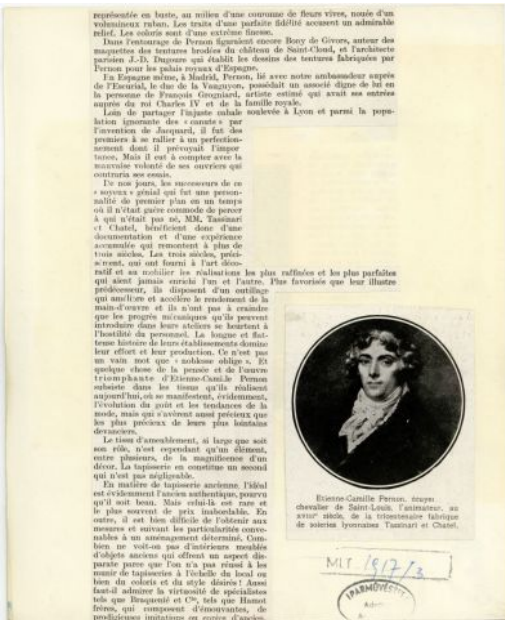 représentée en buste, au milieu d'une couronne de fleurs vives, nouée d'un
volumineux ruban. Les traits d'une parfaite fidélité accusent un admirable
relief. Les coloris sont d'une extrême finesse.
Dans l'entourage de Pernon figuraient encore Bony de Givors, auteur des
maquettes des tentures brodées du château de Saint-Cloud, et l'architecte
parisien J.-D. Dugourc qui établit les dessins des tentures fabriquées par
Pernon pour les palais royaux d'Espagne.
En Espagne même, à Madrid, Pernon, lié avec notre ambassadeur auprès
de l'Escurial, le duc de la Vauguyon, possédait un associé digne de lui en
la personne de François Grognard, artiste estimé qui avait ses entrées
auprès du roi Charles IV et de la famille royale.
Loin de partager l'injuste cabale soulevée à Lyon et parmi la popu-
lation ignorante des « canuts » par
l'invention de Jacquard, il fut des
premiers à se rallier à un perfection-
nement dont il prévoyait l'impor
tance. Mais il eut à compter avec la
mauvaise volonté de ses ouvriers qui
contraria ses essais.
De nos jours, les successeurs de ce
« soyeux » génial qui fut une person-
nalité de premier plan en un temps
où il n'était guère commode de percer
à qui n'était pas né, MM. Tassinari
et Chatel, bénéficient donc d'une
documentation et d'une expérience
accumulée qui remontent à plus de
trois siècles. Les trois siècles, préci-
sément, qui ont fourni à l'art déco-
ratif et au mobilier les réalisations les plus raffinées et les plus parfaites
qui aient jamais enrichi l'un et l'autre. Plus favorisés que leur illustre
prédécesseur, ils disposent d'un outillage
qui améliore et accélère le rendement de la
main-d'œuvre et ils n'ont pas à craindre
que les progrès mécaniques qu'ils peuvent
introduire dans leurs ateliers se heurtent à
l'hostilité du personnel. La longue et flat-
teuse histoire de leurs établissements domine
leur effort et leur production. Ce n'est pas
un vain mot que « noblesse oblige ». Et
quelque chose de la pensée et de l'œuvre
triomphante d'Etienne-Camille Pernon
subsiste dans les tissus qu'ils réalisent
aujourd'hui, où se manifestent, évidemment,
l'évolution du goût et les tendances de la
mode, mais qui s'avèrent aussi précieux que
les plus précieux de leurs plus lointains
devanciers.
Le tissu d'ameublement, si large que soit
son rôle, n'est cependant qu'un élément,
entre plusieurs, de la magnificence d'un
décor. La tapisserie en constitue un second
qui n'est pas négligeable.
En matière de tapisserie ancienne, l'idéal
est évidemment l'ancien authentique, pourvu
qu'il soit beau. Mais celui-là est rare et
le plus souvent de prix inabordable. En
outre, il est bien difficile de l'obtenir aux
mesures et suivant les particularités conve-
nables à un aménagement déterminé. Com-
bien ne voit-on pas d'intérieurs meublés
d'objets anciens qui offrent un aspect dis-
parate parce que l'on n'a pas réussi à les
munir de tapisseries à l'échelle du local ou
bien du coloris et du style désirés ! Aussi
faut-il admirer la virtuosité de spécialistes
tels que Braquenié et Cie, tels que Hamot
frères, qui composent d'émouvantes, de
prodigieuses imitations ou copies d'ancien,
Etienne-Camille Pernon, écuyer
chevalier de Saint-Louis, l'animateur, au
XVIIIe siècle, de la tricentenaire fabrique
de soieries lyonnaises Tassinari et Chatel.
MLT 1917/3
IPARMŰVÉSZETI